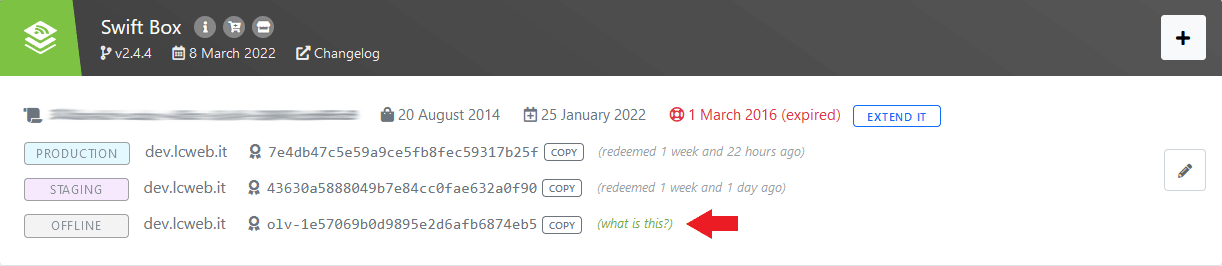 Swift Box
v2.4.4 8 March 2022 Changelog
20 August 2014 25 January 2022 1 March 2016 (expired) EXTEND IT
PRODUCTION dev.lcweb.it 7e4db47c5e59a9ce5fb8fec59317b25f COPY (redeemed 1 week and 22 hours ago)
STAGING dev.lcweb.it 43630a5888049b7e84cc0fae632a0f90 COPY (redeemed 1 week and 1 day ago)
OFFLINE dev.lcweb.it olv-1e57069b0d9895e2d6afb6874eb5 COPY (what is this?)